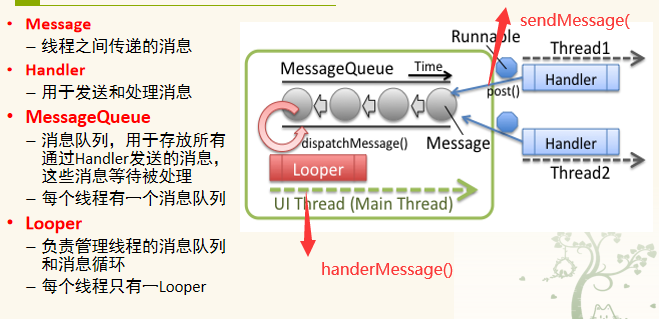 • Message
– 线程之间传递的消息
• Handler
– 用于发送和处理消息
• MessageQueue
– 消息队列，用于存放所有
通过Handler发送的消息，
这些消息等待被处理
– 每个线程有一个消息队列
• Looper
– 负责管理线程的消息队列
和消息循环
– 每个线程只有一Looper
sendMessage(
Runnable
Thread1
MessageQueue
Time
Handler
post()
dispatchMessage()
Message
Handler
Looper
Thread2
UI Thread (Main Thread)
handerMessage()